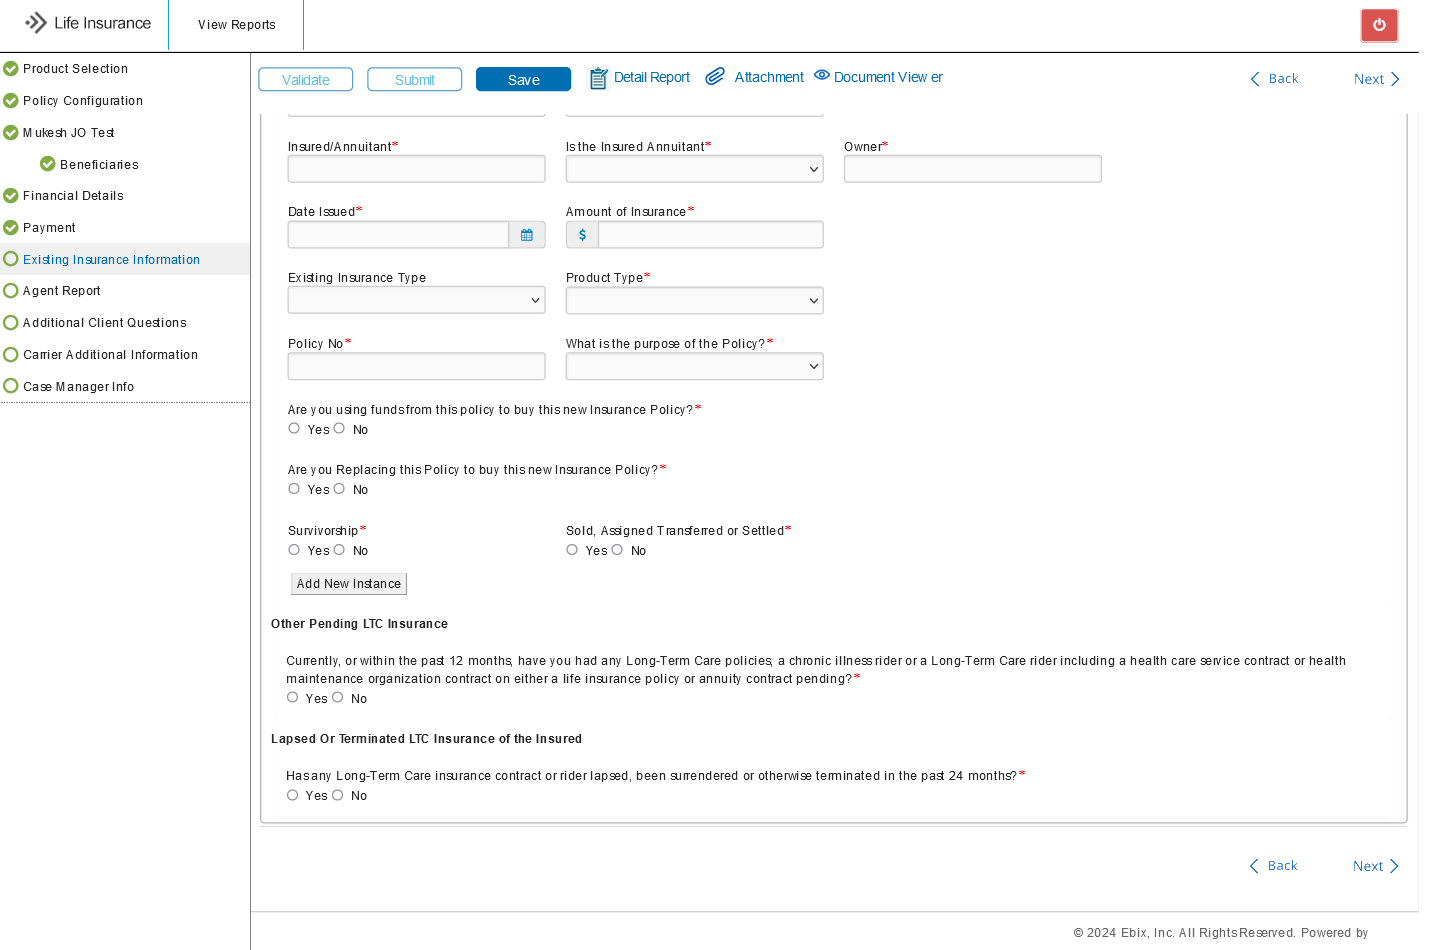 Life Insurance
View Reports
Product Selection
Policy Configuration
Mukesh JO Test
Beneficiaries
Financial Details
Payment
Existing Insurance Information
Agent Report
Additional Client Questions
Carrier Additional Information
Case Manager Info
Validate Submit Save Detail Report Attachment Document Viewer Back Next
Insured/Annuitant* Is the Insured Annuitant* Owner*
Date Issued* Amount of Insurance*
$
Existing Insurance Type Product Type*
Policy No* What is the purpose of the Policy?*
Are you using funds from this policy to buy this new Insurance Policy?*
Yes No
Are you Replacing this Policy to buy this new Insurance Policy?*
Yes No
Survivorship* Sold, Assigned Transferred or Settled*
Yes No Yes No
Add New Instance
Other Pending LTC Insurance
Currently, or within the past 12 months, have you had any Long-Term Care policies, a chronic illness rider or a Long-Term Care rider including a health care service contract or health
maintenance organization contract on either a life insurance policy or annuity contract pending?*
Yes No
Lapsed Or Terminated LTC Insurance of the Insured
Has any Long-Term Care insurance contract or rider lapsed, been surrendered or otherwise terminated in the past 24 months?*
Yes No
Back Next
© 2024 Ebix, Inc. All Rights Reserved. Powered by